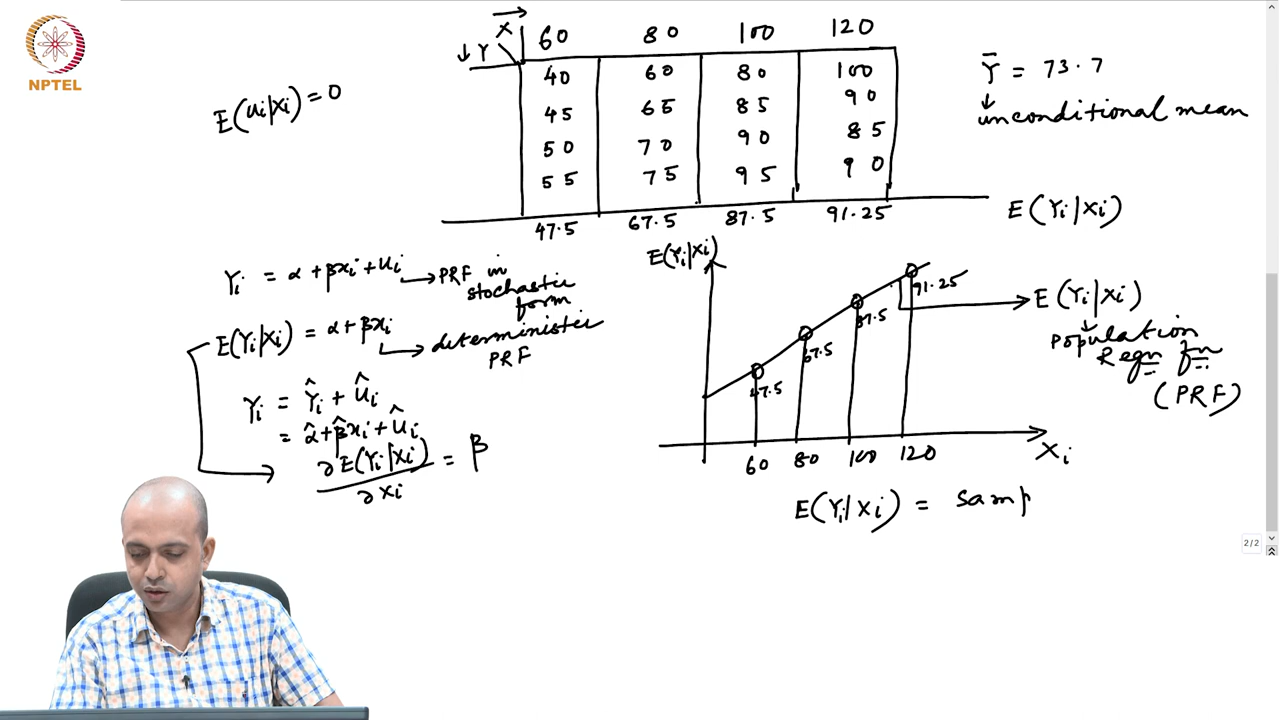 NPTEL
X 60 80 100 120
Y
40 60 80 100
45 65 85 90
50 70 90 85
55 75 95 90
47.5 67.5 87.5 91.25 E(Yi|Xi)
Ȳ = 73.7
unconditional mean
E(ui|xi) = 0
Yi = α + βxi + ui → PRF in
stochastic
form
E(Yi|Xi) = α + βxi
deterministic
PRF
Yi = Ŷi + ûi
= α̂ + β̂xi + ûi
∂E(Yi|Xi) = β
∂xi
E(Yi|Xi)
91.25
87.5
67.5
47.5
E(Yi|Xi)
Population
Regn fn
(PRF)
60 80 100 120 Xi
E(Yi|Xi) = samp
2/2